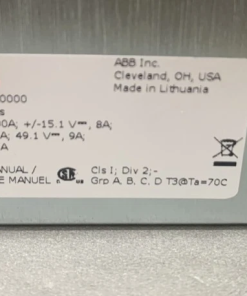 ABB Inc.
Cleveland, OH, USA
Made in Lithuania
0000
s
0A; +/-15.1 V⎓, 8A;
A; 49.1 V⎓, 9A;
A
NUAL / Cls I; Div 2;-
E MANUEL Grp A, B, C, D T3@Ta=70C